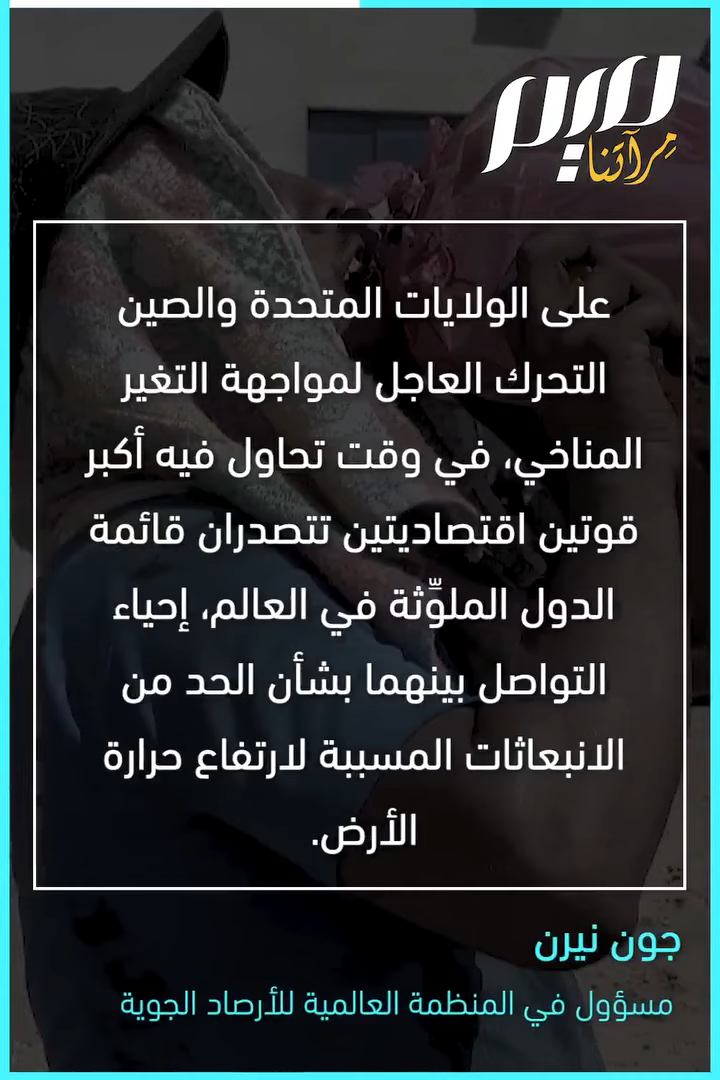 مرآتنا
على الولايات المتحدة والصين
التحرك العاجل لمواجهة التغير
المناخي، في وقت تحاول فيه أكبر
قوتين اقتصاديتين تتصدران قائمة
الدول الملوِّثة في العالم، إحياء
التواصل بينهما بشأن الحد من
الانبعاثات المسببة لارتفاع حرارة
الأرض.
جون نيرن
مسؤول في المنظمة العالمية للأرصاد الجوية